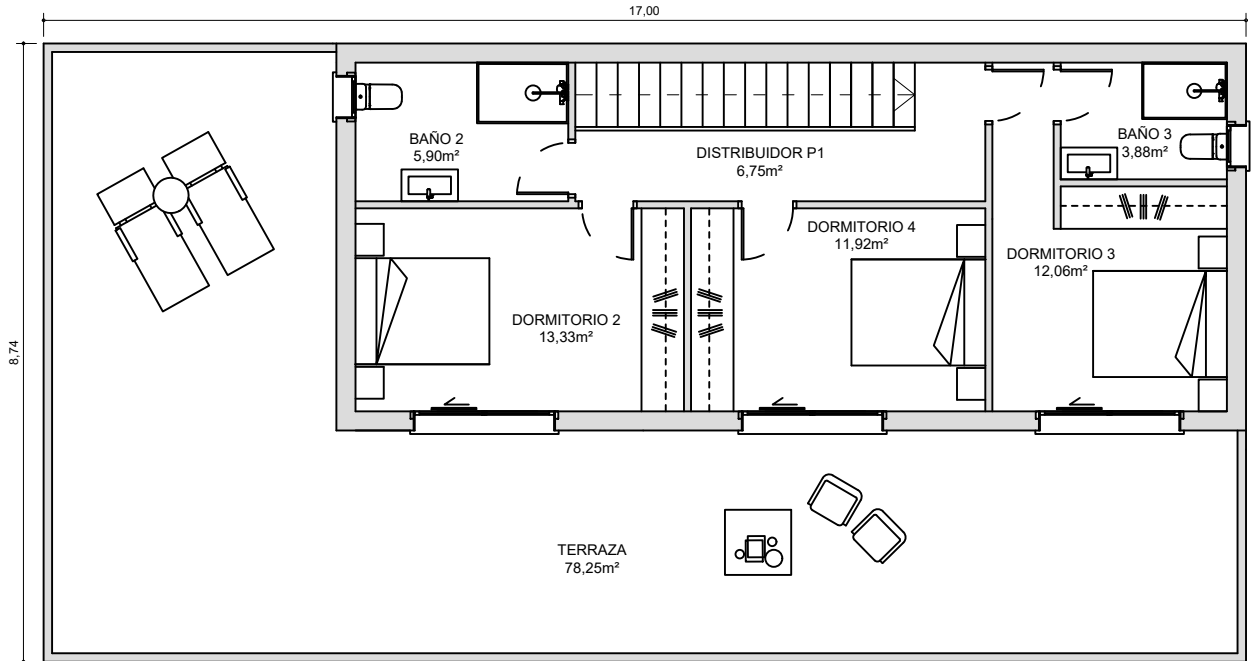 17,00
BAÑO 2
5,90m²
DISTRIBUIDOR P1
6,75m²
BAÑO 3
3,88m²
DORMITORIO 4
11,92m²
DORMITORIO 3
12,06m²
DORMITORIO 2
13,33m²
8,74
TERRAZA
78,25m²